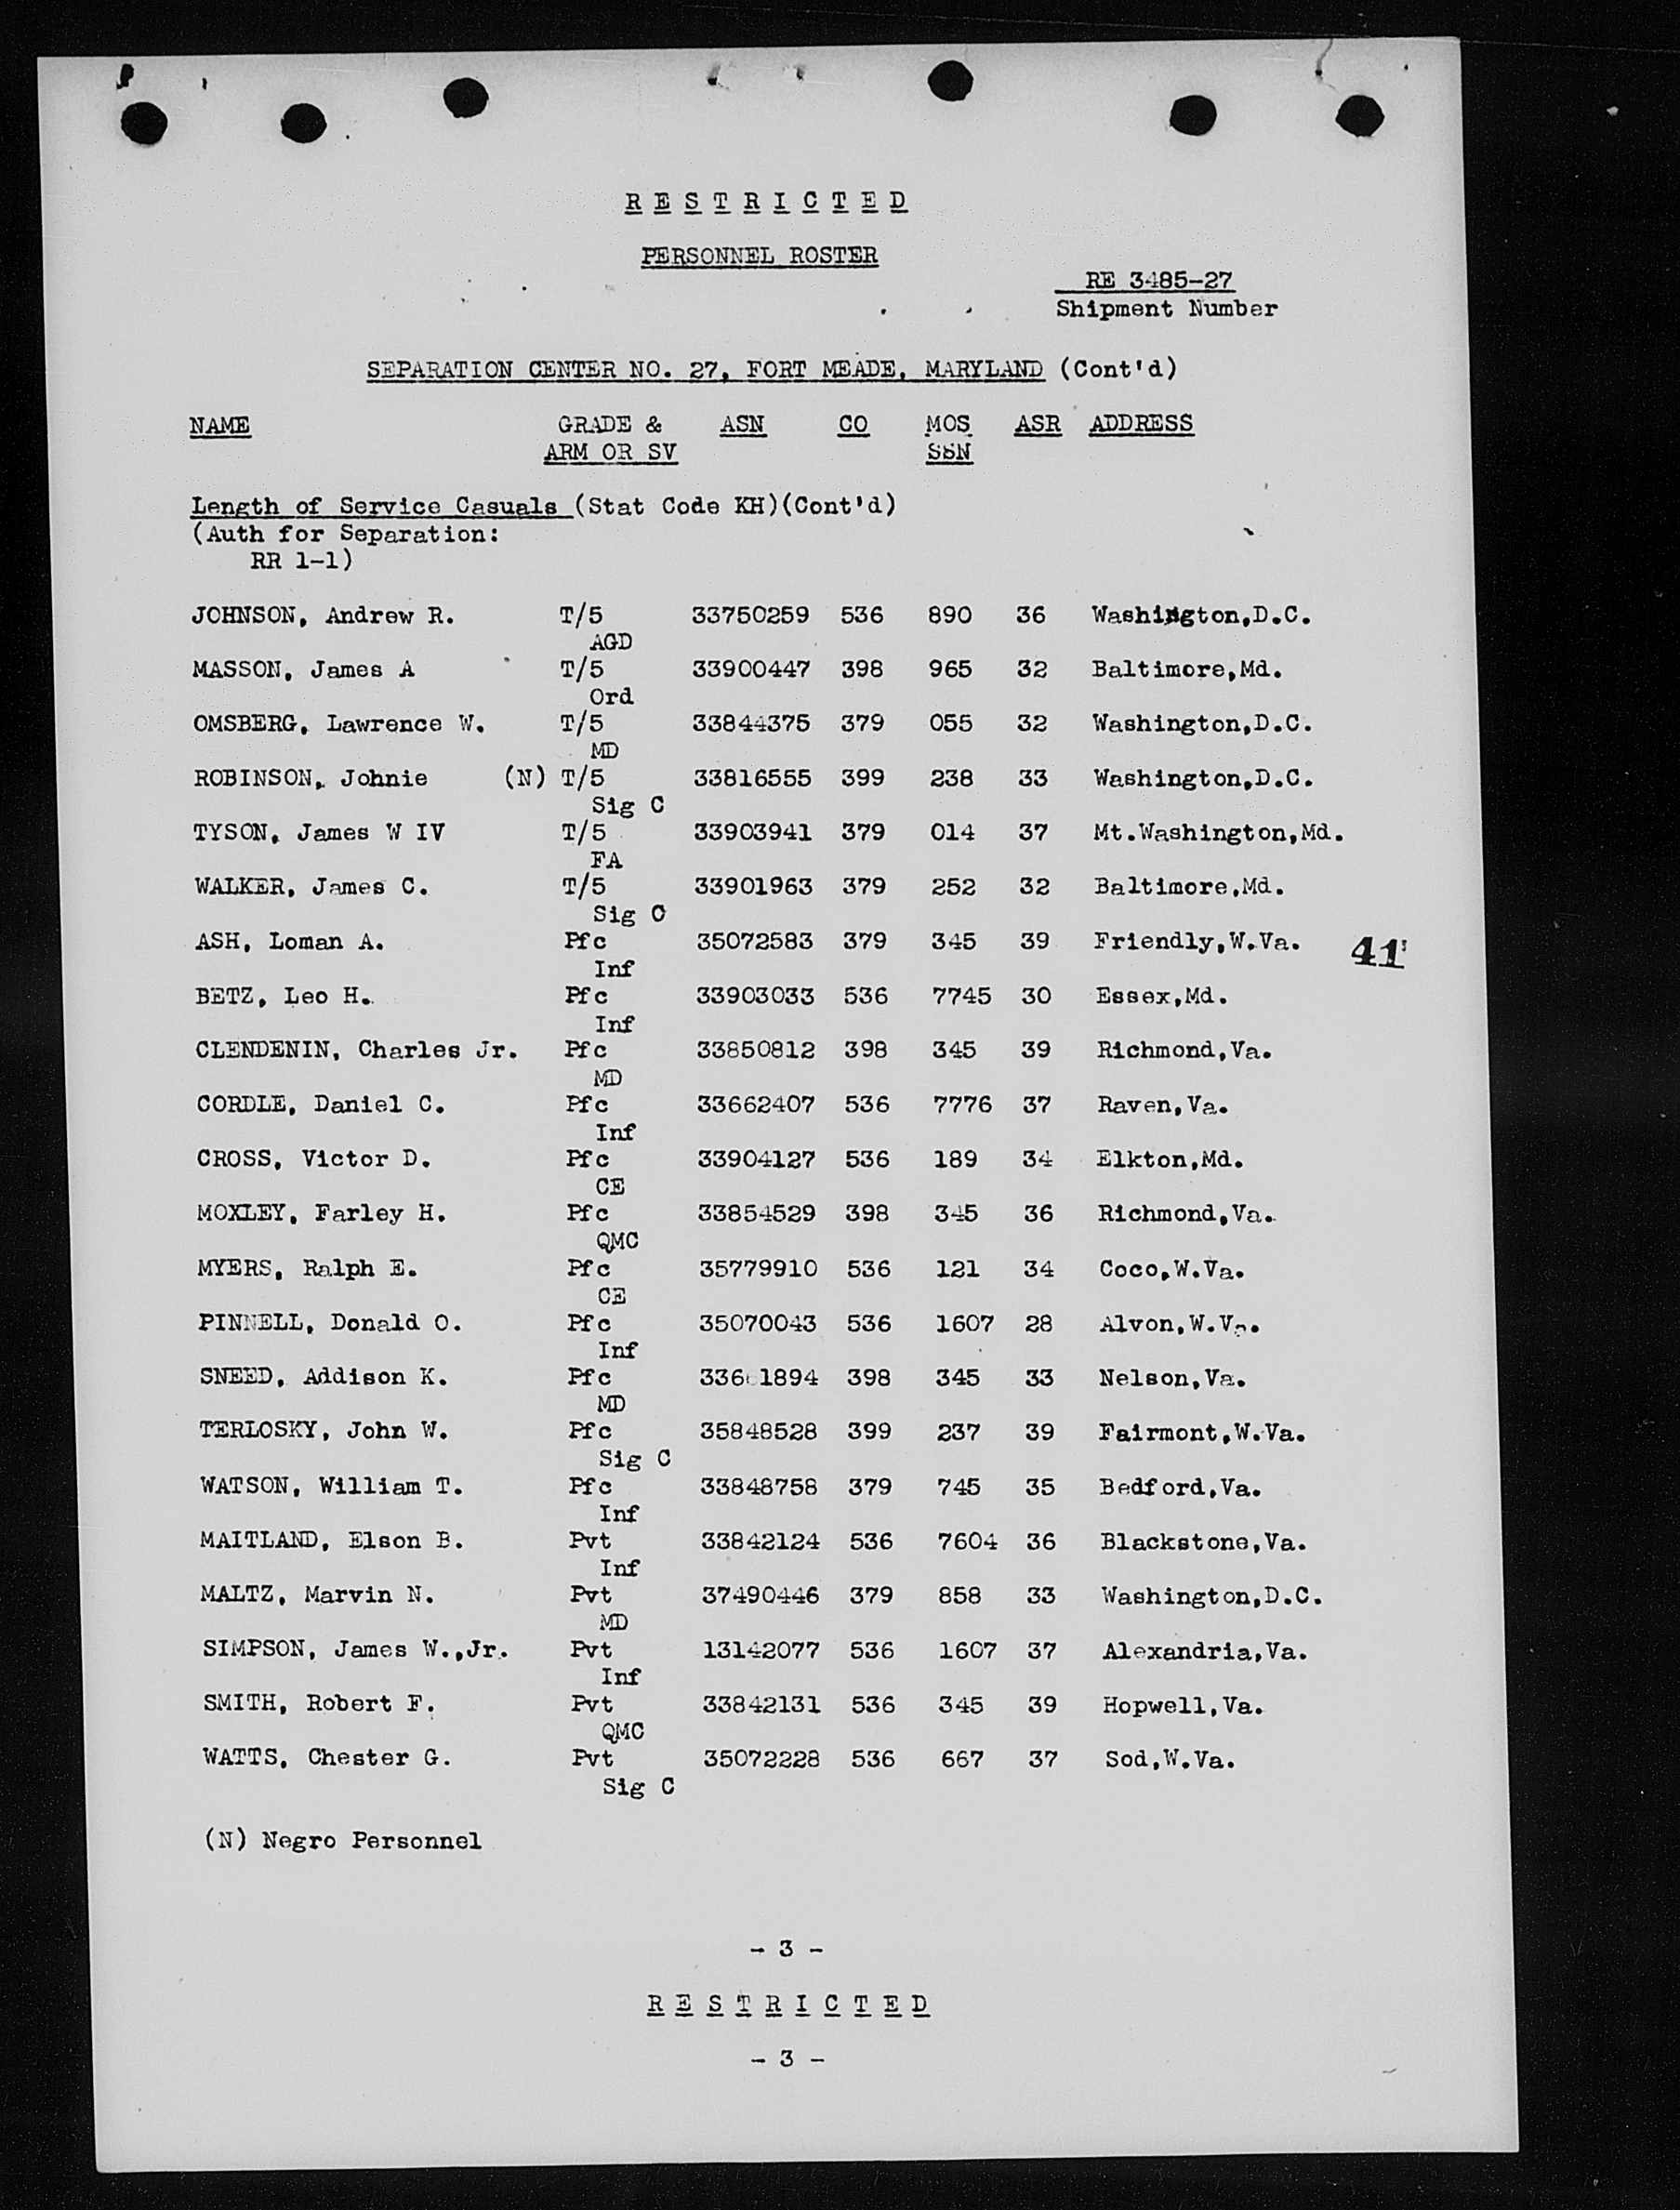 RESTRICTED
PERSONNEL ROSTER
RE 3485-27
Shipment Number
SEPARATION CENTER NO. 27, FORT MEADE, MARYLAND (Cont'd)
NAME GRADE & ASN CO MOS ASR ADDRESS
ARM OR SV SSN
Length of Service Casuals (Stat Code KH)(Cont'd)
(Auth for Separation:
RR 1-1)
JOHNSON, Andrew R. T/5 33750259 536 890 36 Washington,D.C.
AGD
MASSON, James A T/5 33900447 398 965 32 Baltimore,Md.
Ord
OMSBERG, Lawrence W. T/5 33844375 379 055 32 Washington,D.C.
MD
ROBINSON, Johnie (N) T/5 33816555 399 238 33 Washington,D.C.
Sig C
TYSON, James W IV T/5 33903941 379 014 37 Mt.Washington,Md.
FA
WALKER, James C. T/5 33901963 379 252 32 Baltimore,Md.
Sig C
ASH, Loman A. Pfc 35072583 379 345 39 Friendly,W.Va. 41
Inf
BETZ, Leo H. Pfc 33903033 536 7745 30 Essex,Md.
Inf
CLENDENIN, Charles Jr. Pfc 33850812 398 345 39 Richmond,Va.
MD
CORDLE, Daniel C. Pfc 33662407 536 7776 37 Raven,Va.
Inf
CROSS, Victor D. Pfc 33904127 536 189 34 Elkton,Md.
CE
MOXLEY, Farley H. Pfc 33854529 398 345 36 Richmond,Va.
QMC
MYERS, Ralph E. Pfc 35779910 536 121 34 Coco,W.Va.
CE
PINNELL, Donald O. Pfc 35070043 536 1607 28 Alvon,W.Va.
Inf
SNEED, Addison K. Pfc 398 345 33 Nelson,Va.
MD
TERLOSKY, John W. Pfc 35848528 399 237 39 Fairmont,W.Va.
Sig C
WATSON, William T. Pfc 33848758 379 745 35 Bedford,Va.
Inf
MAITLAND, Elson B. Pvt 33842124 536 7604 36 Blackstone,Va.
Inf
MALTZ, Marvin N. Pvt 37490446 379 858 33 Washington,D.C.
MD
SIMPSON, James W.,Jr. Pvt 13142077 536 1607 37 Alexandria,Va.
Inf
SMITH, Robert F. Pvt 33842131 536 345 39 Hopwell,Va.
QMC
WATTS, Chester G. Pvt 35072228 536 667 37 Sod,W.Va.
Sig C
(N) Negro Personnel
- 3 -
RESTRICTED
- 3 -